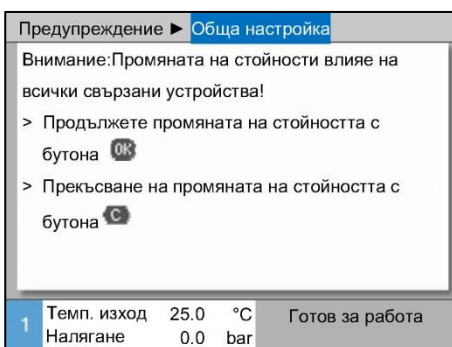 Предупреждение ► Обща настройка
Внимание:Промяната на стойности влияе на
всички свързани устройства!
> Продължете промяната на стойността с
бутона OK
> Прекъсване на промяната на стойността с
бутона C
1 Темп. изход 25.0 °C Готов за работа
Налягане 0.0 bar